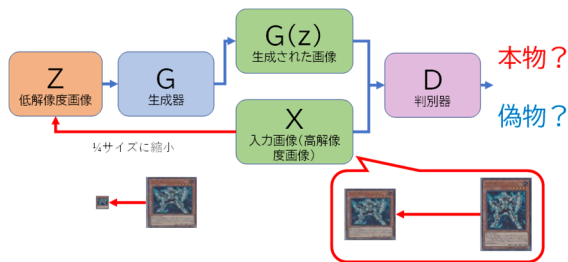 G(z)
生成された画像
Z
低解像度画像
G
生成器
D
判別器
本物?
偽物?
X
入力画像(高解像
度画像)
¼サイズに縮小